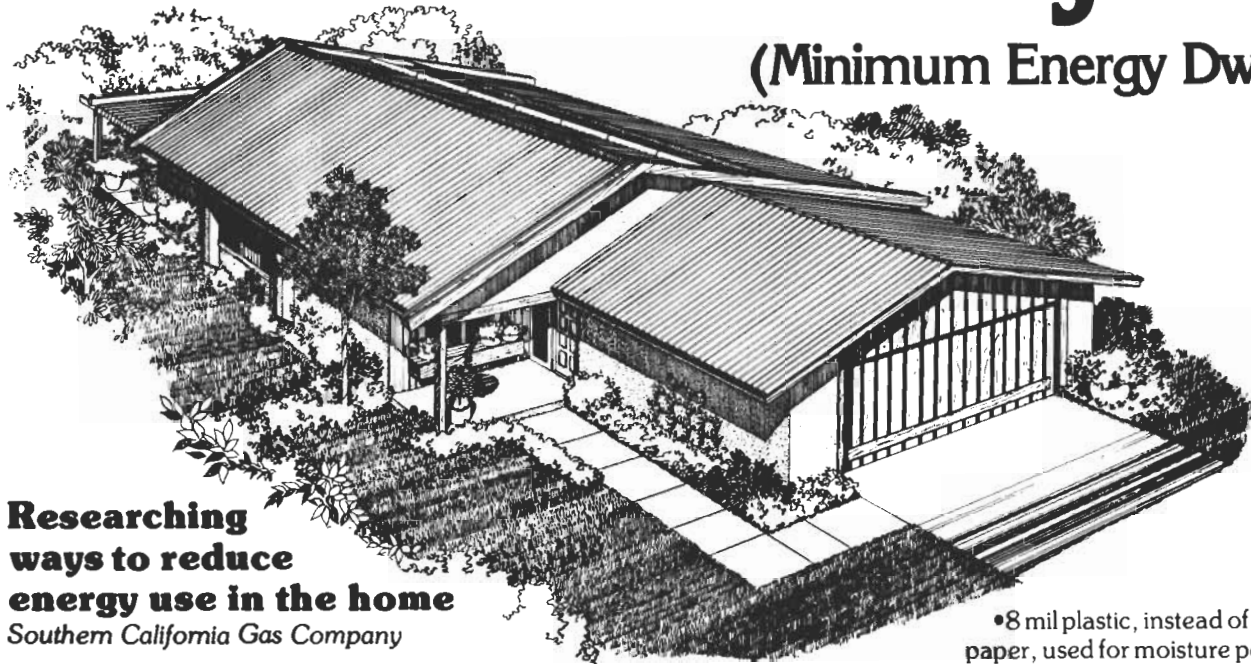 (Minimum Energy Dw
Researching
ways to reduce
energy use in the home
Southern California Gas Company
•8 mil plastic, instead of
paper, used for moisture p